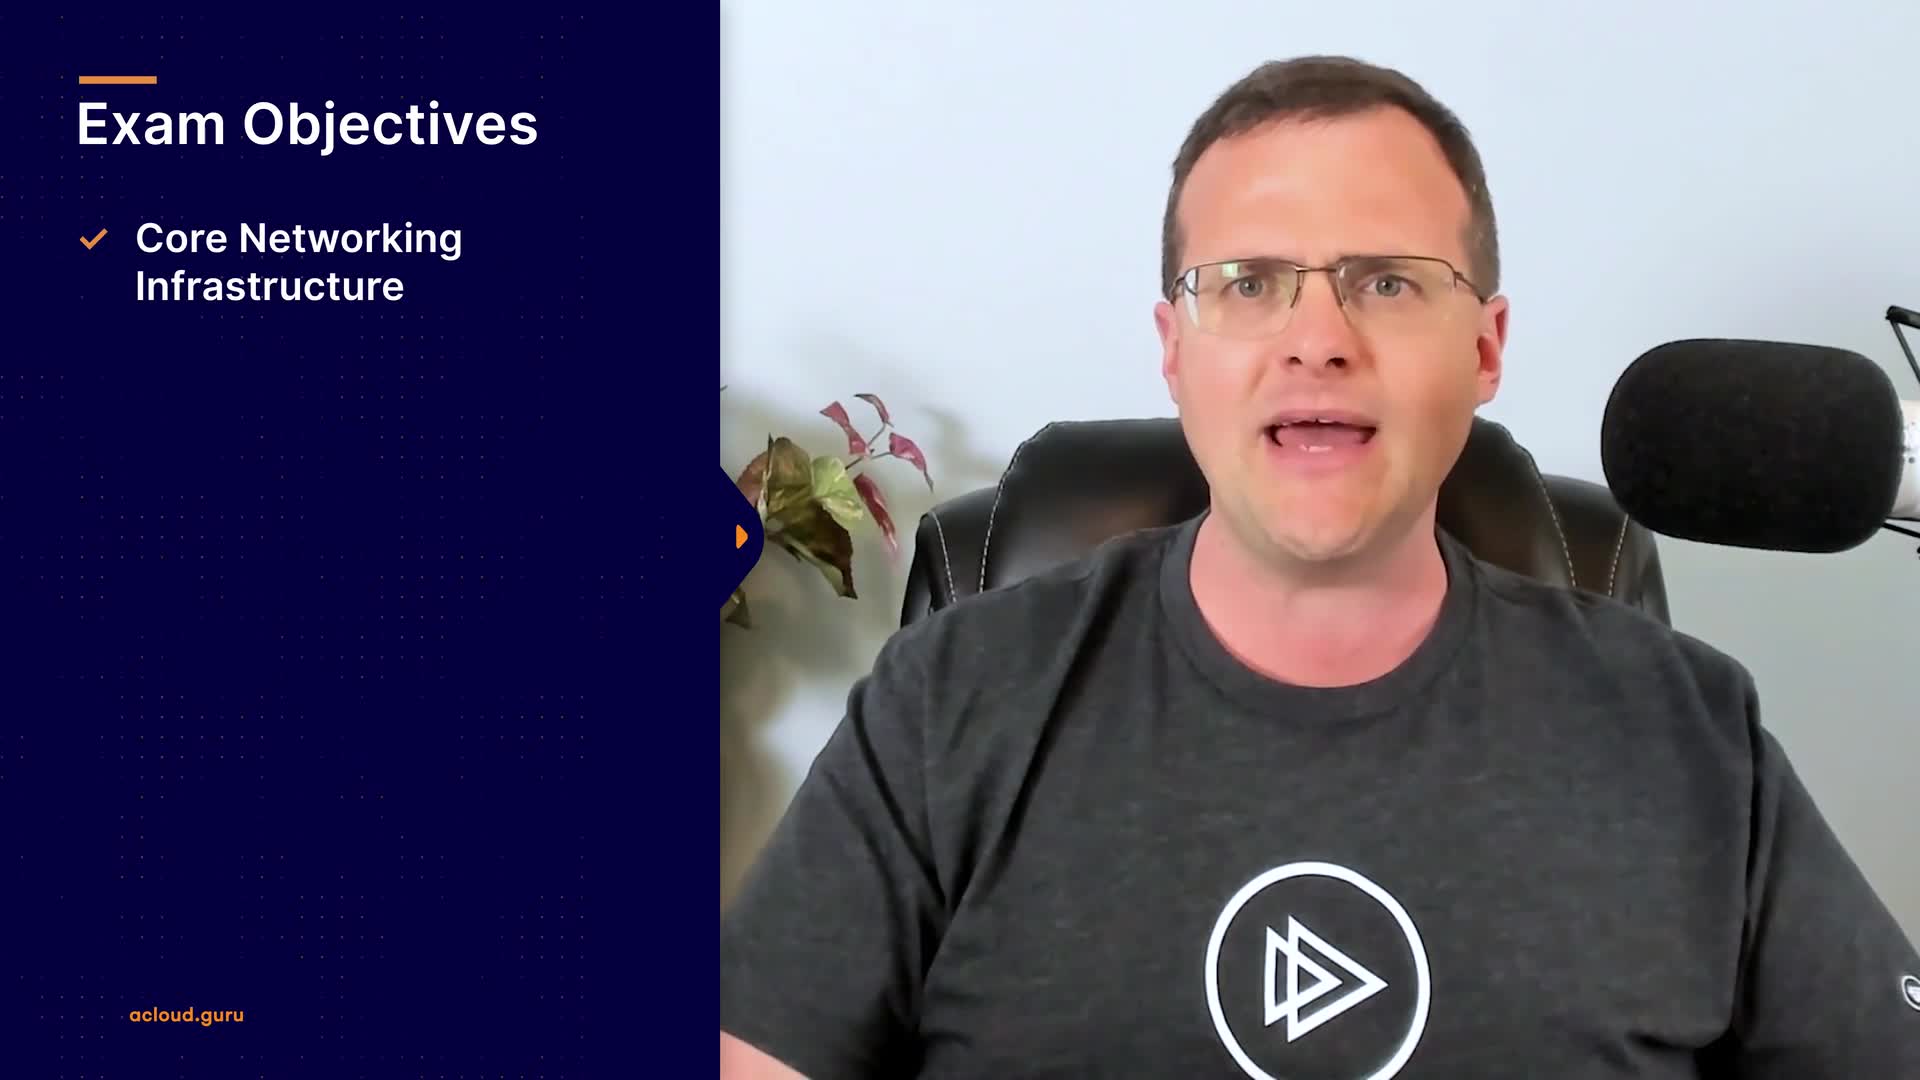 Exam Objectives
Core Networking
Infrastructure
acloud.guru